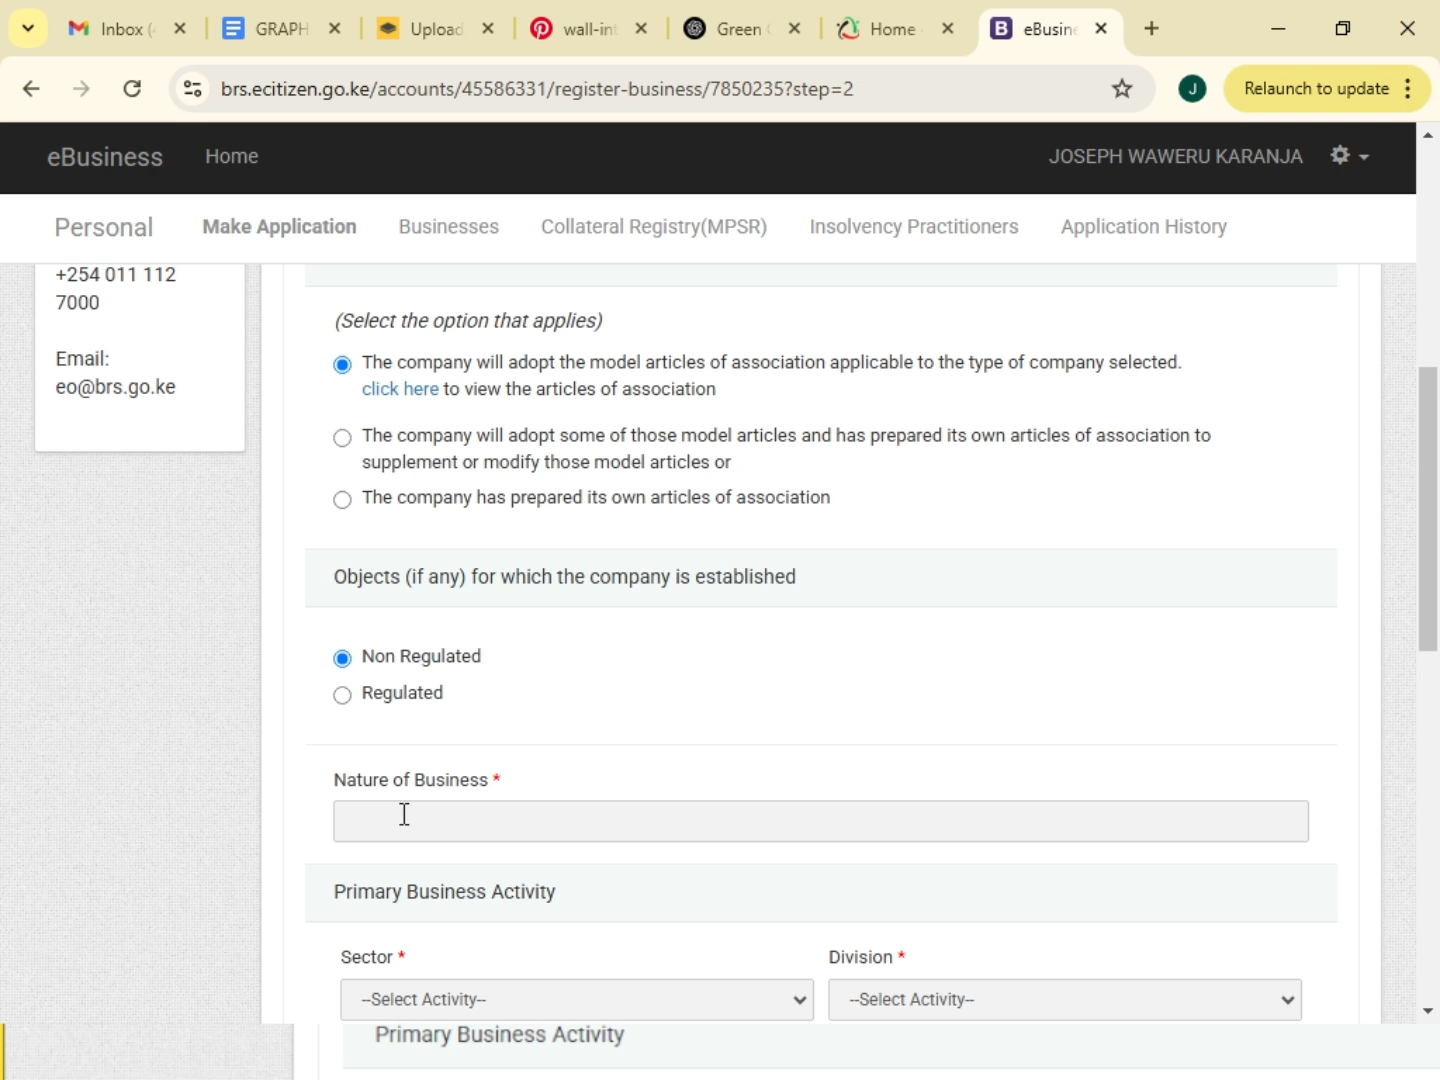 Inbox (
GRAPH
Upload
wall-int
Green
Home
eBusin
brs.ecitizen.go.ke/accounts/45586331/register-business/7850235?step=2
J
Relaunch to update
eBusiness
Home
JOSEPH WAWERU KARANJA
Personal
Make Application
Businesses
Collateral Registry(MPSR)
Insolvency Practitioners
Application History
+254 011 112
7000
Email:
eo@brs.go.ke
(Select the option that applies)
The company will adopt the model articles of association applicable to the type of company selected.
click here to view the articles of association
The company will adopt some of those model articles and has prepared its own articles of association to
supplement or modify those model articles or
The company has prepared its own articles of association
Objects (if any) for which the company is established
Non Regulated
Regulated
Nature of Business *
Primary Business Activity
Sector *
Division *
--Select Activity--
--Select Activity--
Primary Business Activity